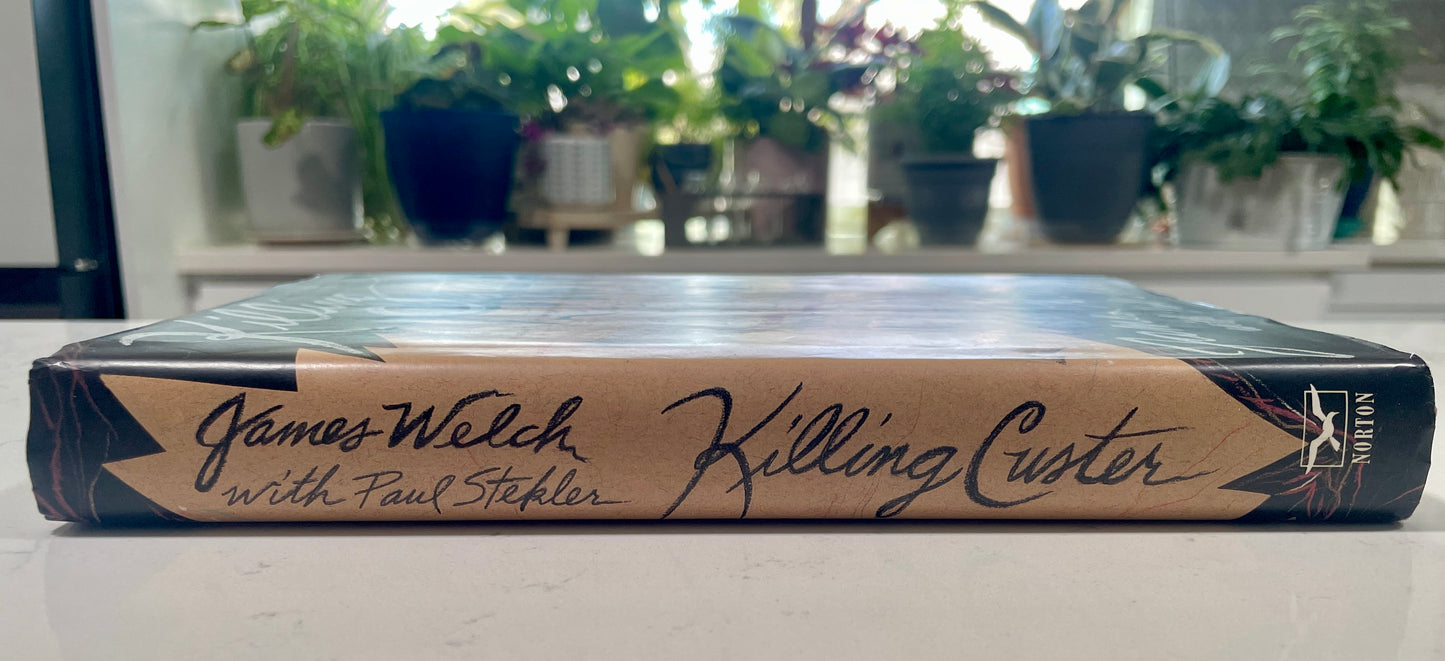 James Welch
with Paul Stekler
Killing Custer
NORTON